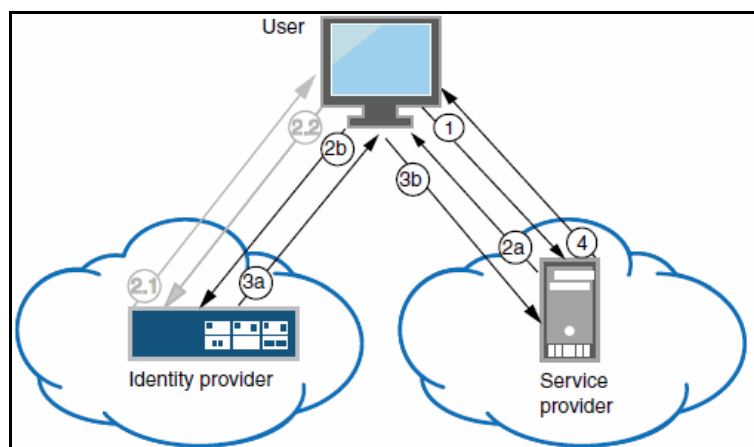 User
2.2
1
2b
3b
2a
4
2.1
3a
Identity provider
Service
provider